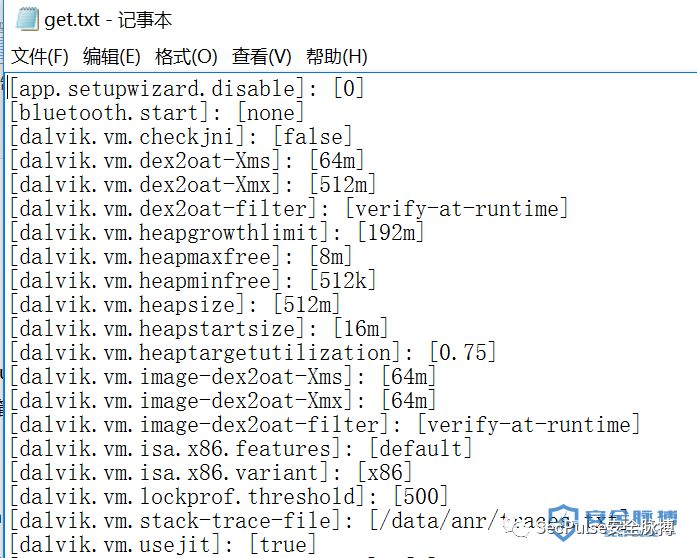 get.txt - 记事本
文件(F) 编辑(E) 格式(O) 查看(V) 帮助(H)
[app.setupwizard.disable]: [0]
[bluetooth.start]: [none]
[dalvik.vm.checkjni]: [false]
[dalvik.vm.dex2oat-Xms]: [64m]
[dalvik.vm.dex2oat-Xmx]: [512m]
[dalvik.vm.dex2oat-filter]: [verify-at-runtime]
[dalvik.vm.heapgrowthlimit]: [192m]
[dalvik.vm.heapmaxfree]: [8m]
[dalvik.vm.heapminfree]: [512k]
[dalvik.vm.heapsize]: [512m]
[dalvik.vm.heapstartsize]: [16m]
[dalvik.vm.heaptargetutilization]: [0.75]
[dalvik.vm.image-dex2oat-Xms]: [64m]
[dalvik.vm.image-dex2oat-Xmx]: [64m]
[dalvik.vm.image-dex2oat-filter]: [verify-at-runtime]
[dalvik.vm.isa.x86.features]: [default]
[dalvik.vm.isa.x86.variant]: [x86]
[dalvik.vm.lockprof.threshold]: [500]
安全脉搏
[dalvik.vm.stack-trace-file]: [/data/anr/traces.txt]
SecPulse安全脉搏
[dalvik.vm.usejit]: [true]